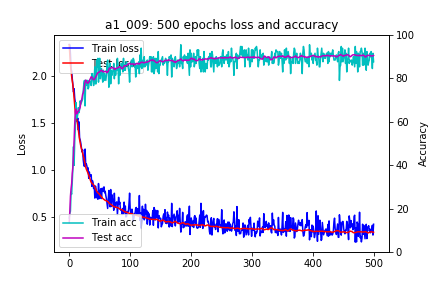 a1_009: 500 epochs loss and accuracy
Train loss
Test loss
Train acc
Test acc
Loss
2.0
1.5
1.0
0.5
Accuracy
100
80
60
40
20
0
0
100
200
300
400
500